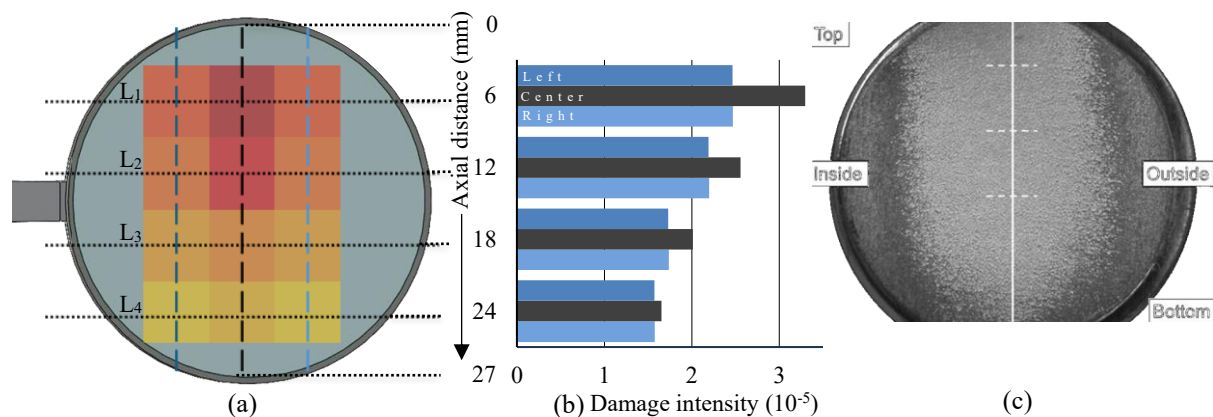 L1
L2
L3
L4
(a)
Axial distance (mm)
0
6
12
18
24
27
Left
Center
Right
0 1 2 3
(b) Damage intensity (10-5)
Top
Inside
Outside
Bottom
(c)